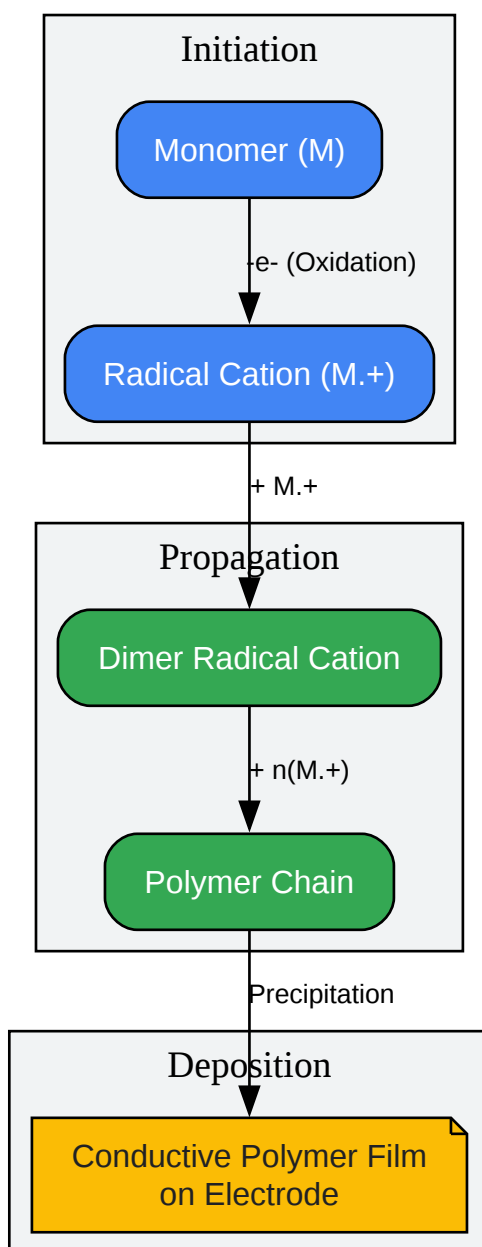 Initiation
Monomer (M)
-e- (Oxidation)
Radical Cation (M.+)
+ M.+
Propagation
Dimer Radical Cation
+ n(M.+)
Polymer Chain
Precipitation
Deposition
Conductive Polymer Film
on Electrode